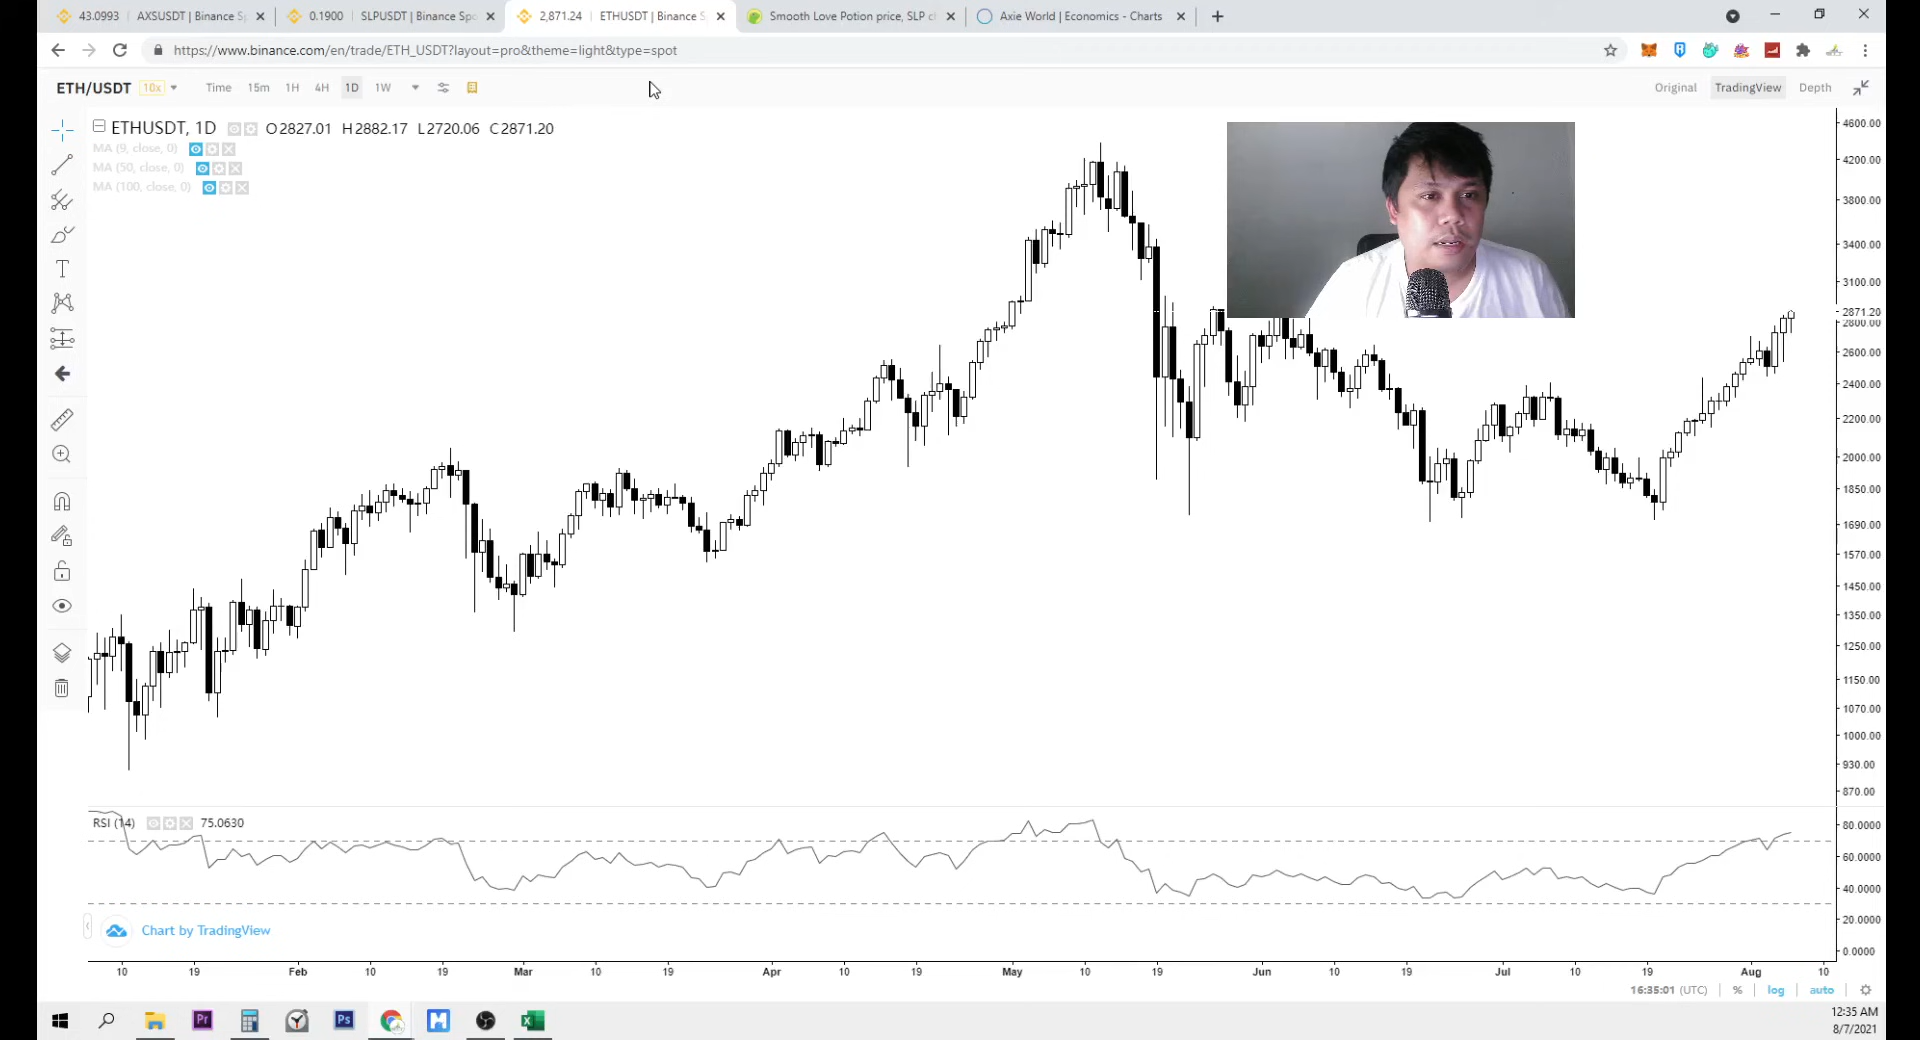 43.0993 AXSUSDT | Binance Sp
0.1900 SLPUSDT | Binance Spo
2,871.24 ETHUSDT | Binance S
Smooth Love Potion price, SLP c
Axie World | Economics - Charts
https://www.binance.com/en/trade/ETH_USDT?layout=pro&theme=light&type=spot
ETH/USDT 10x Time 15m 1H 4H 1D 1W
Original TradingView Depth
ETHUSDT, 1D O2827.01 H2882.17 L2720.06 C2871.20
MA (9, close, 0)
MA (50, close, 0)
MA (100, close, 0)
4600.00
4200.00
3800.00
3400.00
3100.00
2871.20
2800.00
2600.00
2400.00
2200.00
2000.00
1850.00
1690.00
1570.00
1450.00
1350.00
1250.00
1150.00
1070.00
1000.00
930.00
870.00
RSI (14) 75.0630
80.0000
60.0000
40.0000
20.0000
0.0000
Chart by TradingView
10 19 Feb 10 19 Mar 10 19 Apr 10 19 May 10 19 Jun 10 19 Jul 10 19 Aug 10
16:35:01 (UTC) % log auto
Pr
Ps
M
X
12:35 AM
8/7/2021